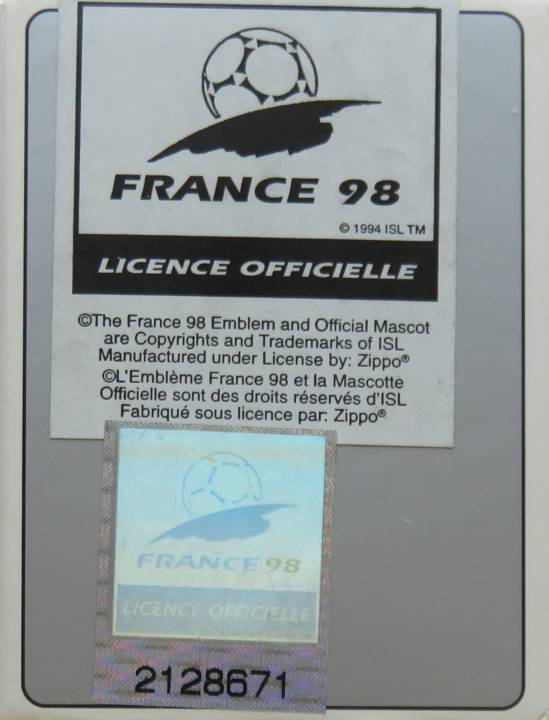 FRANCE 98
© 1994 ISL TM
LICENCE OFFICIELLE
©The France 98 Emblem and Official Mascot
are Copyrights and Trademarks of ISL
Manufactured under License by: Zippo®
©L'Emblème France 98 et la Mascotte
Officielle sont des droits réservés d'ISL
Fabriqué sous licence par: Zippo®
FRANCE 98
LICENCE OFFICIELLE
2128671